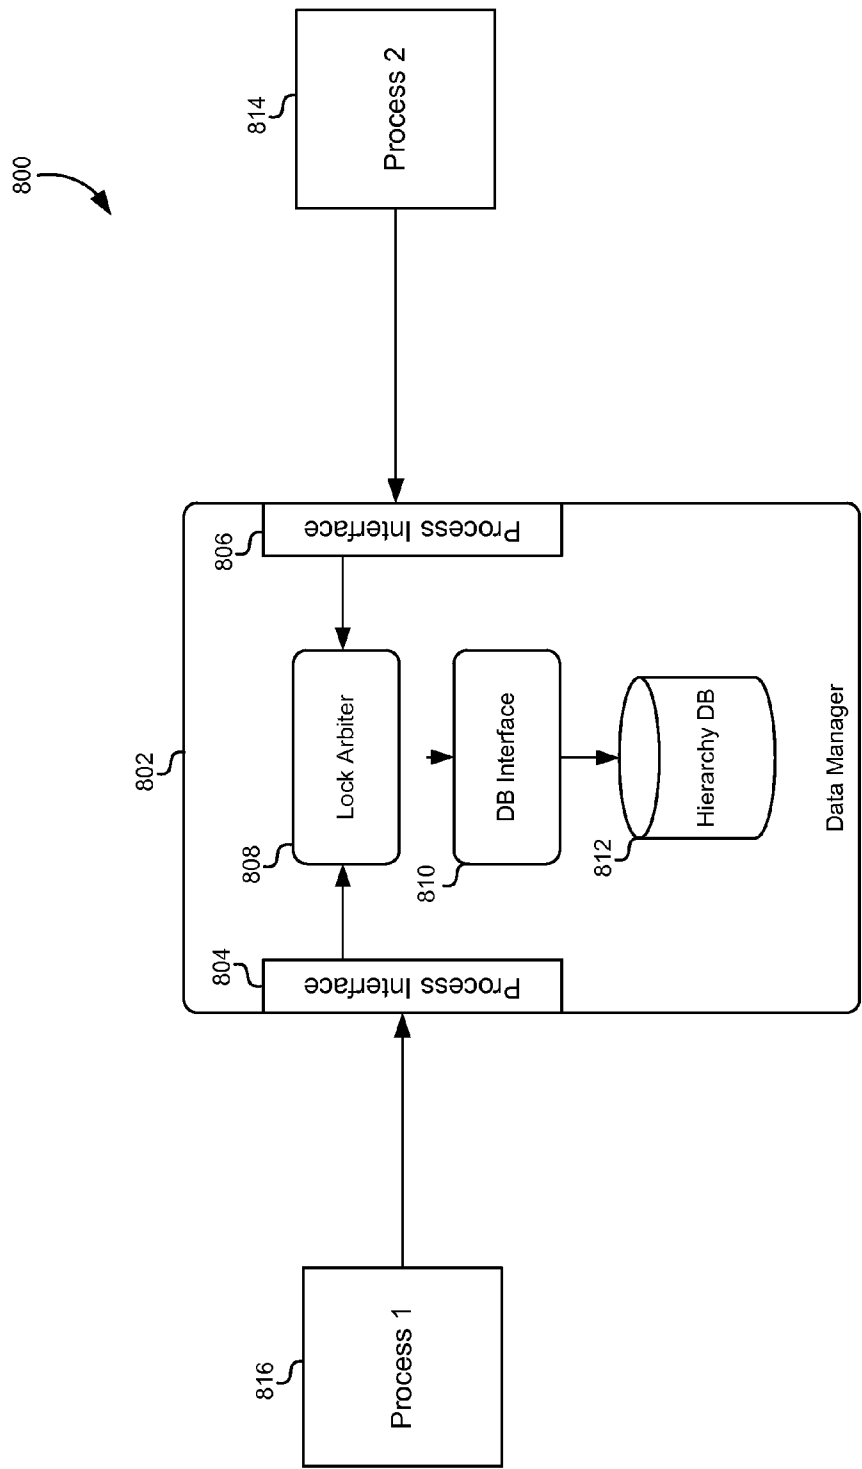 800
802
Process 1
816
Process Interface
804
Lock Arbiter
808
DB Interface
810
Hierarchy DB
812
Process Interface
806
Process 2
814
Data Manager